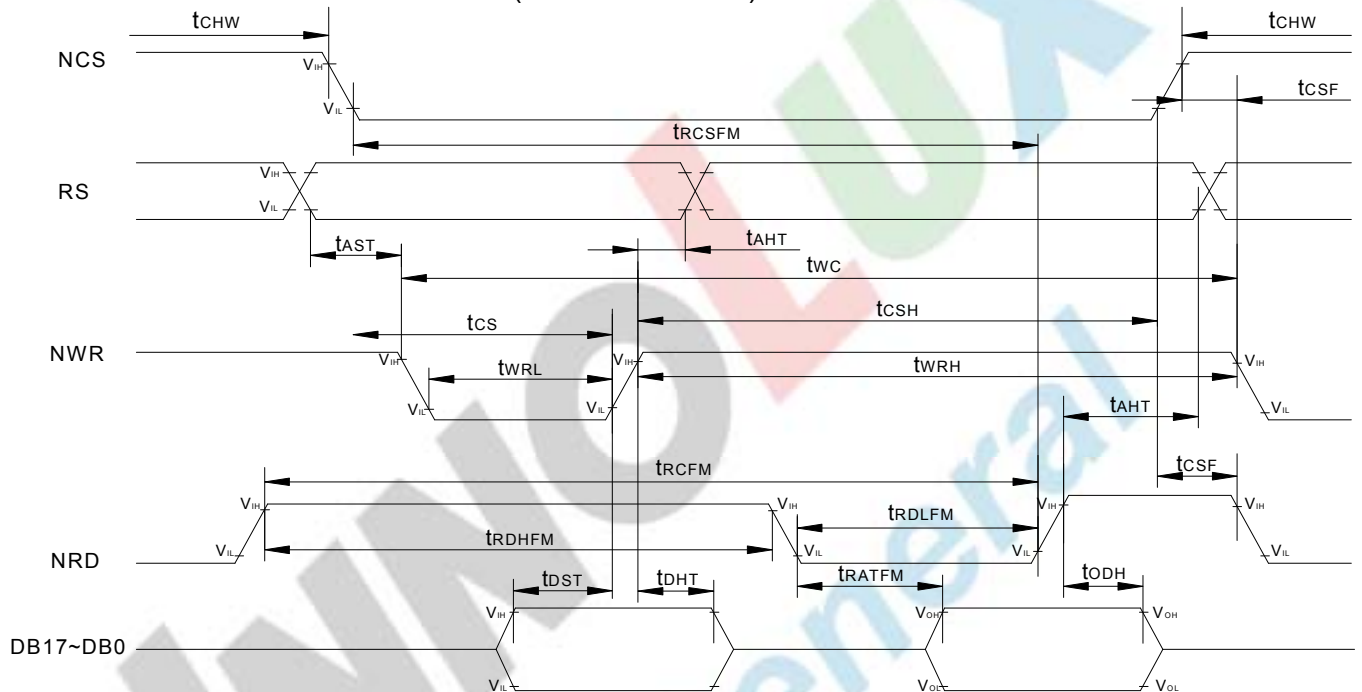 tCHW tCHW
NCS
VIH
VIL
tCSF
tRCSFM
RS
VIH
VIL
tAST
tAHT
tWC
tCS
tCSH
NWR
VIH
VIL
tWRL
VIH
VIL
tWRH
VIH
VIL
tAHT
tRCFM
tCSF
NRD
VIH
VIL
tRDHFM
VIH
VIL
tRDLFM
VIH
VIL
VIH
VIL
tDST
tDHT
tRATFM
tODH
DB17~DB0
VIH
VIL
VOH
VOL
VOH
VOL
INNOLUX
General